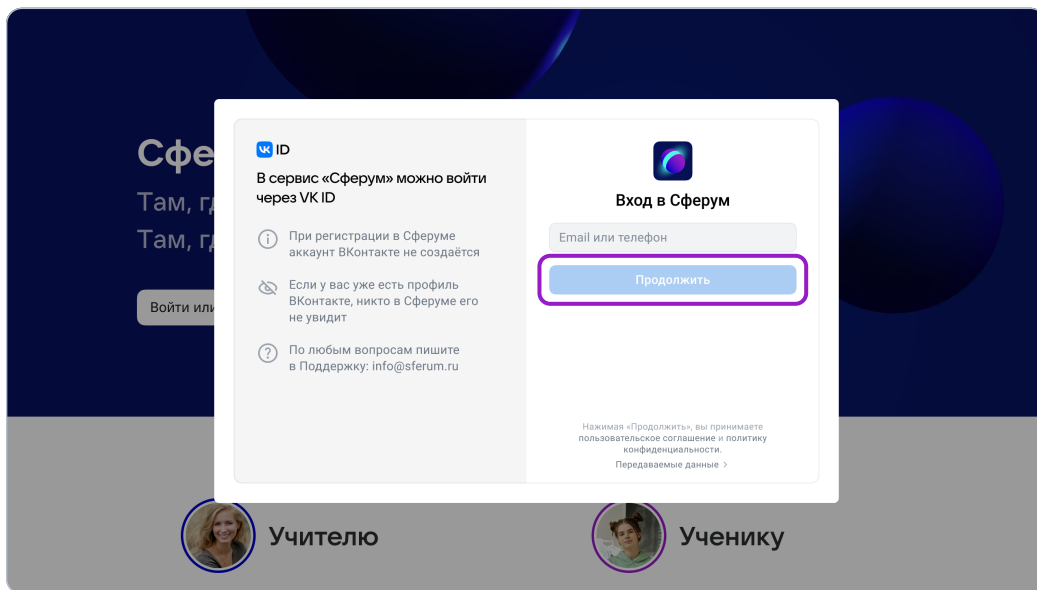 Сфе
Там, гд
Там, гд
Войти или
VK ID
В сервис «Сферум» можно войти
через VK ID
При регистрации в Сферуме
аккаунт ВКонтакте не создаётся
Если у вас уже есть профиль
ВКонтакте, никто в Сферуме его
не увидит
По любым вопросам пишите
в Поддержку: info@sferum.ru
Вход в Сферум
Email или телефон
Продолжить
Нажимая «Продолжить», вы принимаете
пользовательское соглашение и политику
конфиденциальности.
Передаваемые данные >
Учителю
Ученику